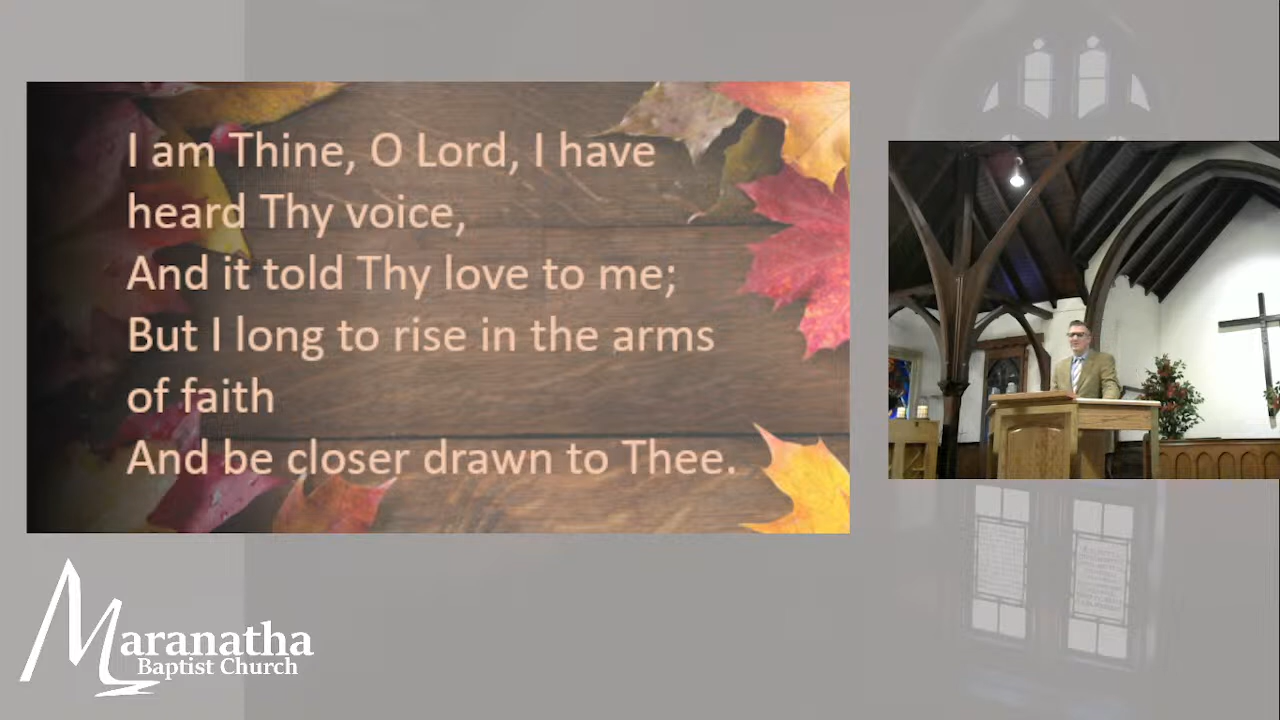 I am Thine, O Lord, I have
heard Thy voice,
And it told Thy love to me;
But I long to rise in the arms
of faith
And be closer drawn to Thee.
Maranatha
Baptist Church